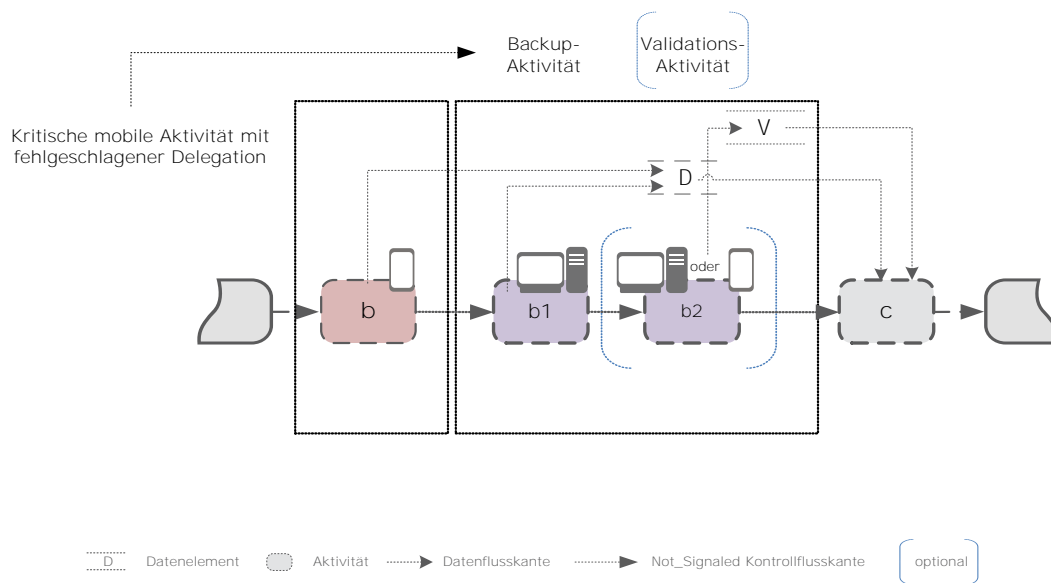 Backup-
Aktivität
Validations-
Aktivität
Kritische mobile Aktivität mit
fehlgeschlagener Delegation
V
D
oder
b
b1
b2
c
D
Datenelement
Aktivität
Datenflusskante
Not_Signaled Kontrollflusskante
optional